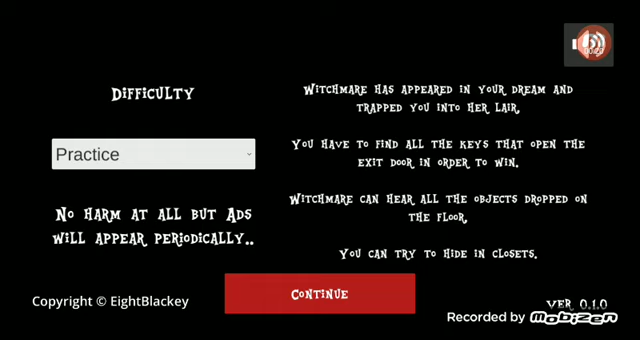 Difficulty
Practice
No harm at all but Ads
will appear periodically..
Witchmare has appeared in your dream and
trapped you into her lair.
You have to find all the keys that open the
exit door in order to win.
Witchmare can hear all the objects dropped on
the floor.
You can try to hide in closets.
Continue
Copyright © EightBlackey
ver 0.1.0
Recorded by Mobizen